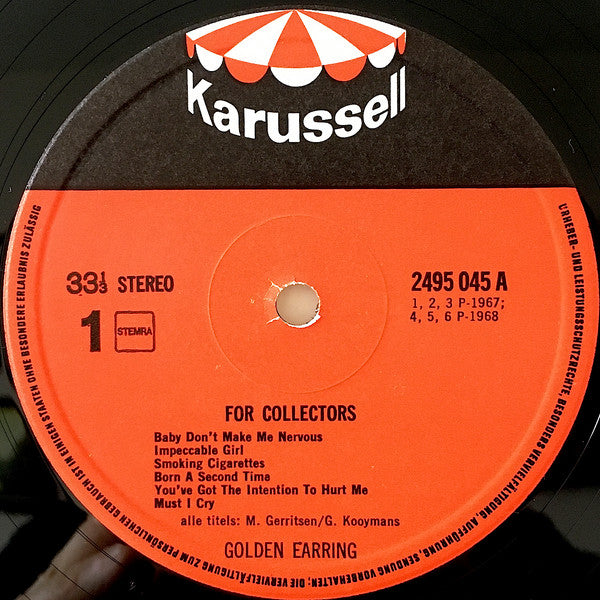 Karussell
33⅓ STEREO
1 STEMRA
2495 045 A
1, 2, 3 P-1967;
4, 5, 6 P-1968
FOR COLLECTORS
Baby Don't Make Me Nervous
Impeccable Girl
Smoking Cigarettes
Born A Second Time
You've Got The Intention To Hurt Me
Must I Cry
alle titels: M. Gerritsen/G. Kooymans
GOLDEN EARRING
URHEBER- UND LEISTUNGSSCHUTZRECHTE, BESONDERS VERVIELFÄLTIGUNG, AUFFÜHRUNG, SENDUNG, VORBEHALTEN; DIE VERVIELFÄLTIGUNG ZUM PERSÖNLICHEN GEBRAUCH IST IN EINIGEN STAATEN OHNE BESONDERE ERLAUBNIS ZULÄSSIG